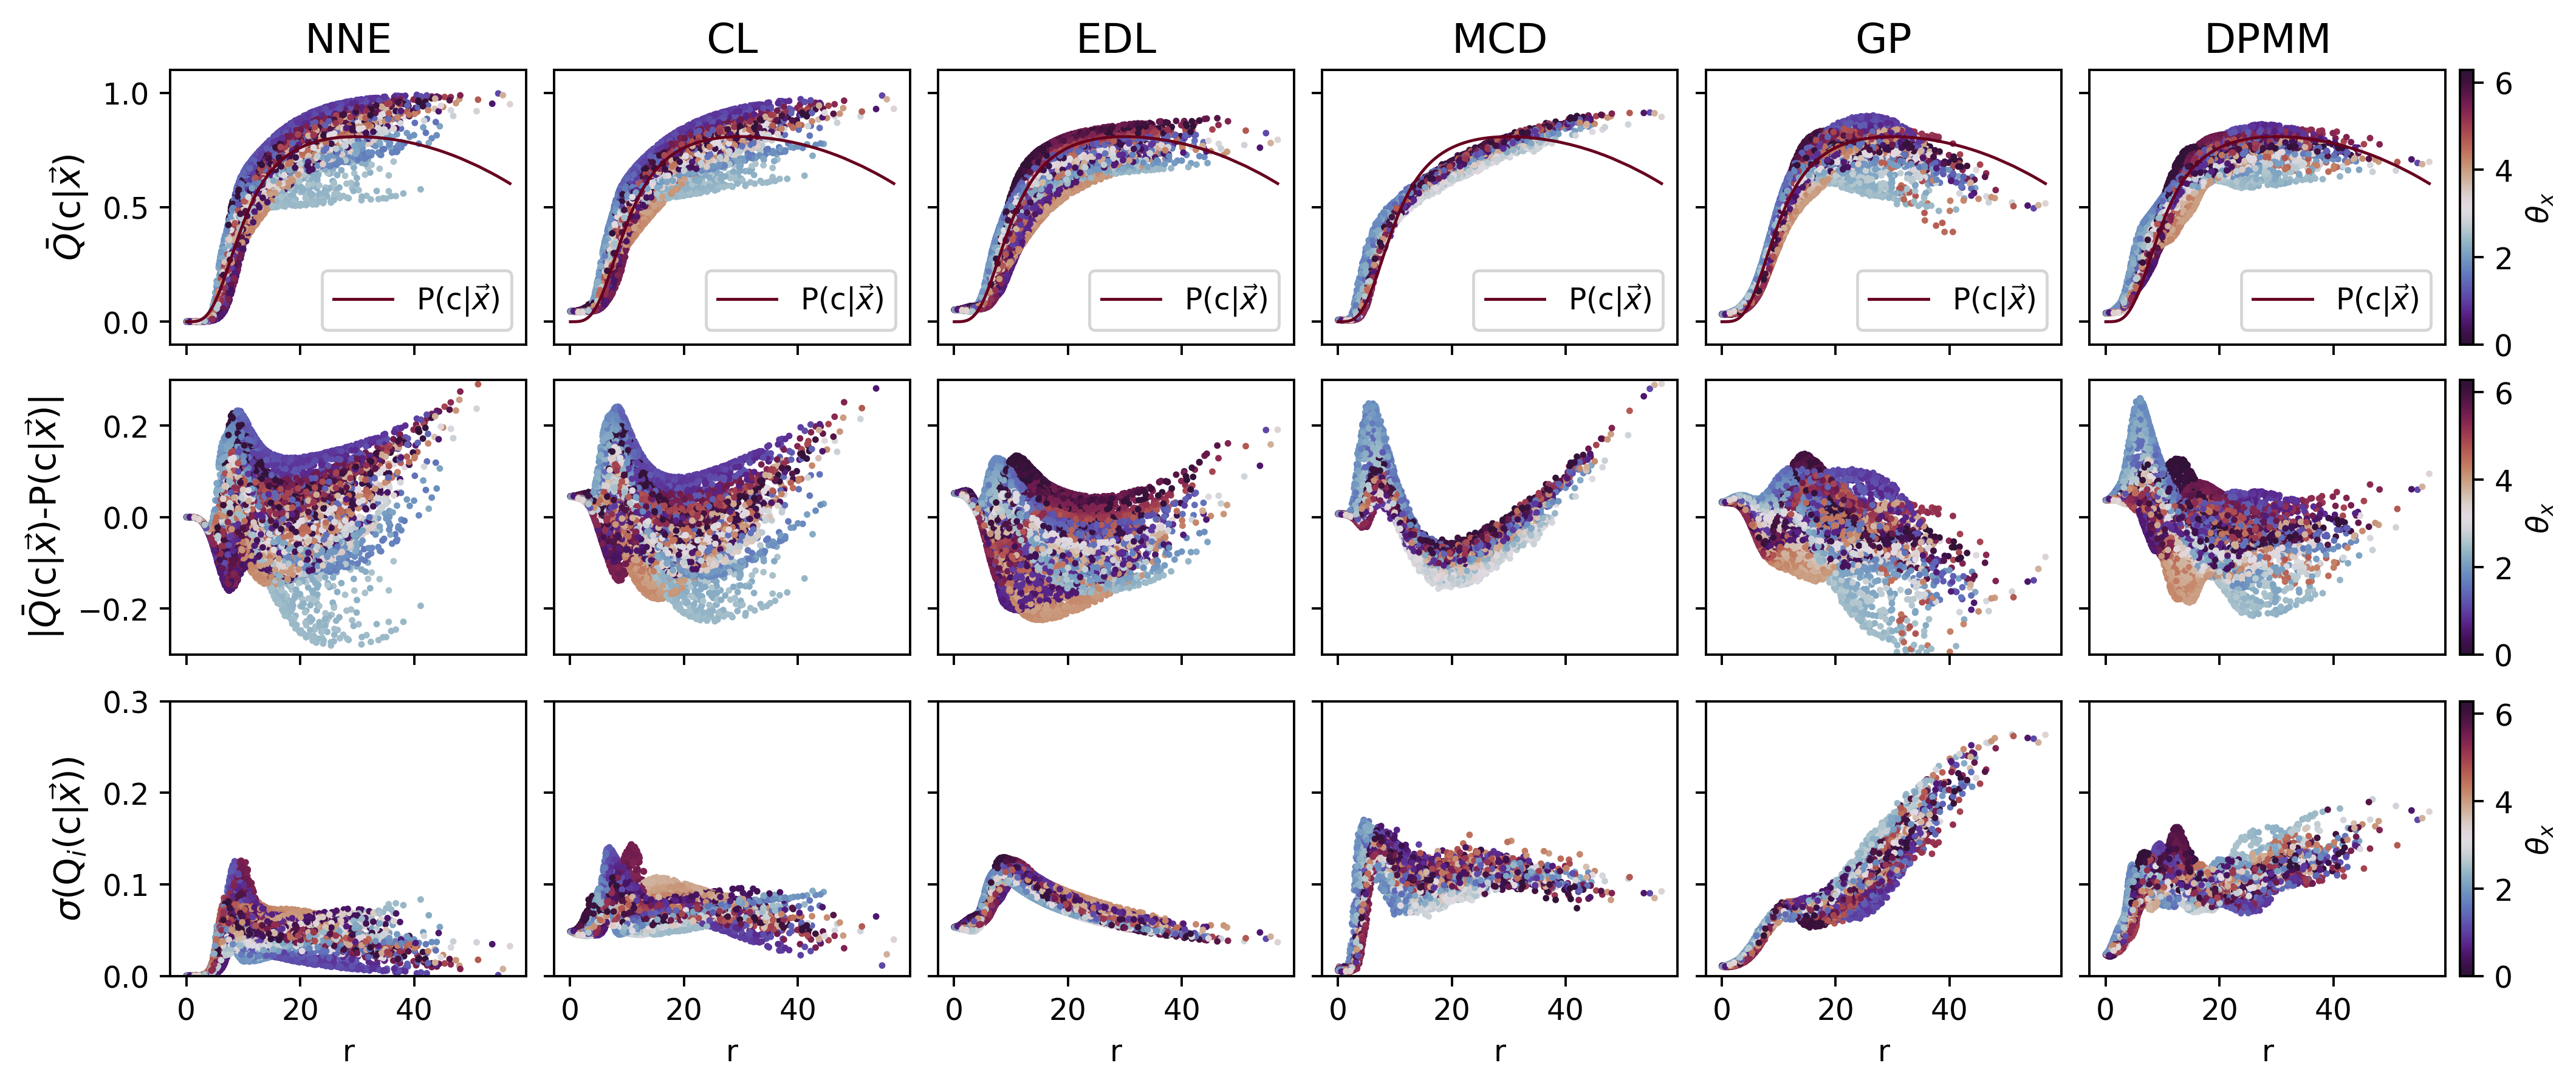 NNE CL EDL MCD GP DPMM
Q̄(c|x⃗)
1.0
0.5
0.0
P(c|x⃗)
P(c|x⃗)
P(c|x⃗)
P(c|x⃗)
P(c|x⃗)
P(c|x⃗)
6
4
2
0
θₓ
|Q̄(c|x⃗)-P(c|x⃗)|
0.2
0.0
−0.2
6
4
2
0
θₓ
σ(Qᵢ(c|x⃗))
0.3
0.2
0.1
0.0
6
4
2
0
θₓ
0 20 40 0 20 40 0 20 40 0 20 40 0 20 40 0 20 40
r r r r r r